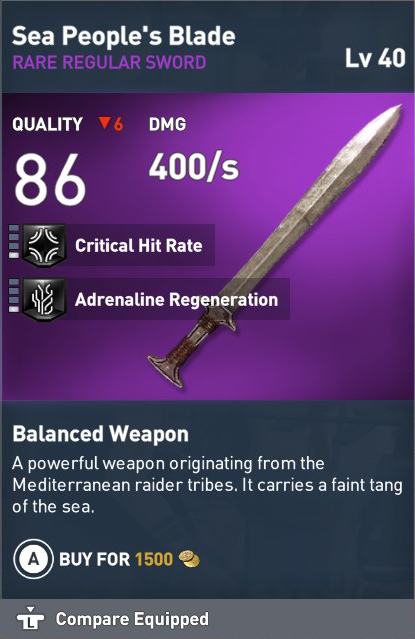 Sea People's Blade
RARE REGULAR SWORD
Lv 40
QUALITY ▼6 DMG
86 400/s
Critical Hit Rate
Adrenaline Regeneration
Balanced Weapon
A powerful weapon originating from the
Mediterranean raider tribes. It carries a faint tang
of the sea.
A BUY FOR 1500
L Compare Equipped